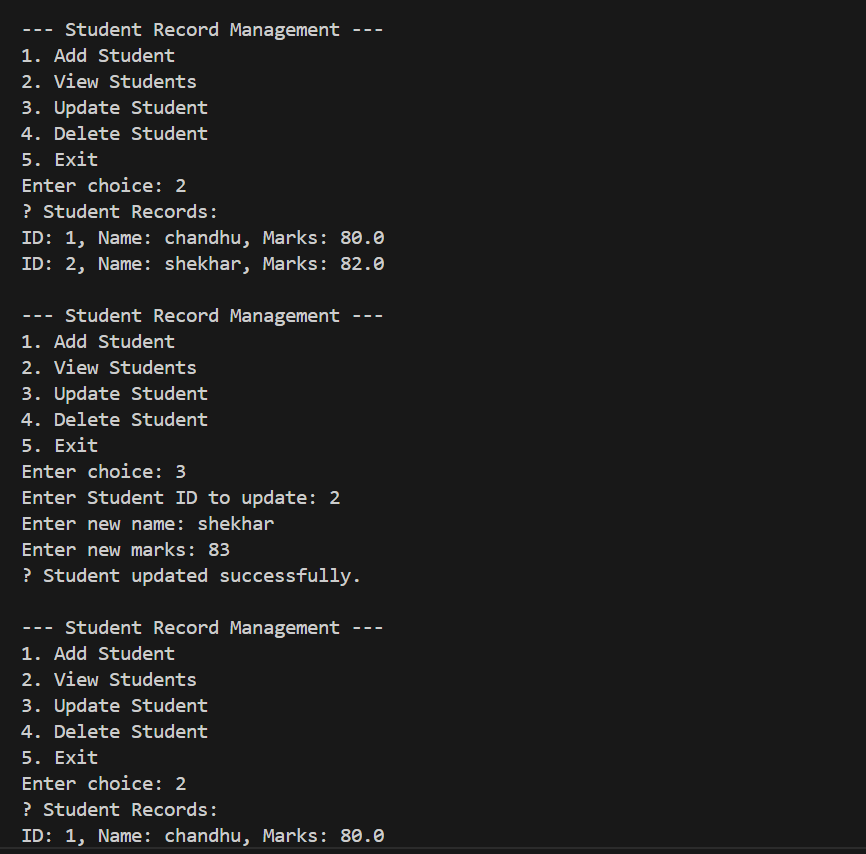 --- Student Record Management ---
1. Add Student
2. View Students
3. Update Student
4. Delete Student
5. Exit
Enter choice: 2
? Student Records:
ID: 1, Name: chandhu, Marks: 80.0
ID: 2, Name: shekhar, Marks: 82.0

--- Student Record Management ---
1. Add Student
2. View Students
3. Update Student
4. Delete Student
5. Exit
Enter choice: 3
Enter Student ID to update: 2
Enter new name: shekhar
Enter new marks: 83
? Student updated successfully.

--- Student Record Management ---
1. Add Student
2. View Students
3. Update Student
4. Delete Student
5. Exit
Enter choice: 2
? Student Records:
ID: 1, Name: chandhu, Marks: 80.0